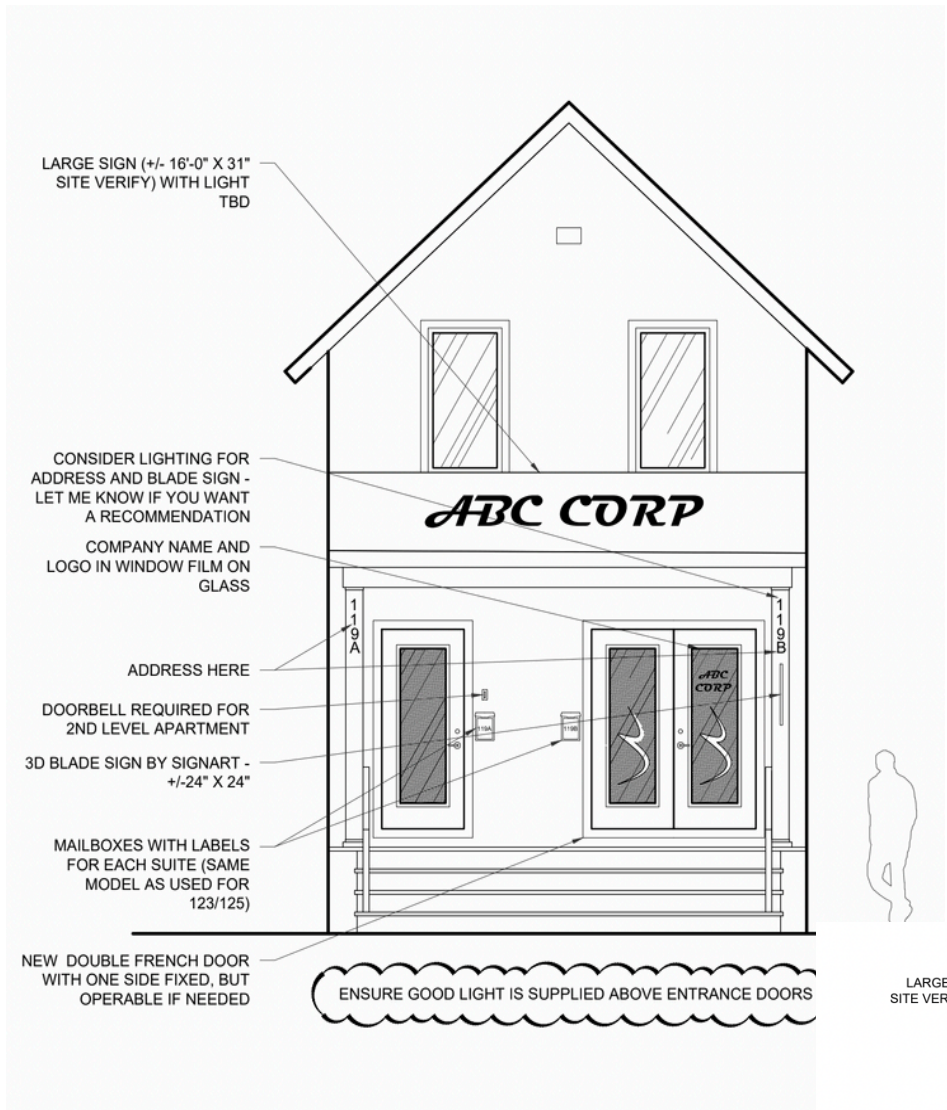 LARGE SIGN (+/- 16'-0" X 31"
SITE VERIFY) WITH LIGHT
TBD
CONSIDER LIGHTING FOR
ADDRESS AND BLADE SIGN -
LET ME KNOW IF YOU WANT
A RECOMMENDATION
ABC CORP
COMPANY NAME AND
LOGO IN WINDOW FILM ON
GLASS
119A
119B
ADDRESS HERE
ABC
CORP
DOORBELL REQUIRED FOR
2ND LEVEL APARTMENT
119A
119B
3D BLADE SIGN BY SIGNART -
+/-24" X 24"
MAILBOXES WITH LABELS
FOR EACH SUITE (SAME
MODEL AS USED FOR
123/125)
NEW DOUBLE FRENCH DOOR
WITH ONE SIDE FIXED, BUT
OPERABLE IF NEEDED
ENSURE GOOD LIGHT IS SUPPLIED ABOVE ENTRANCE DOORS
LARGE
SITE VER